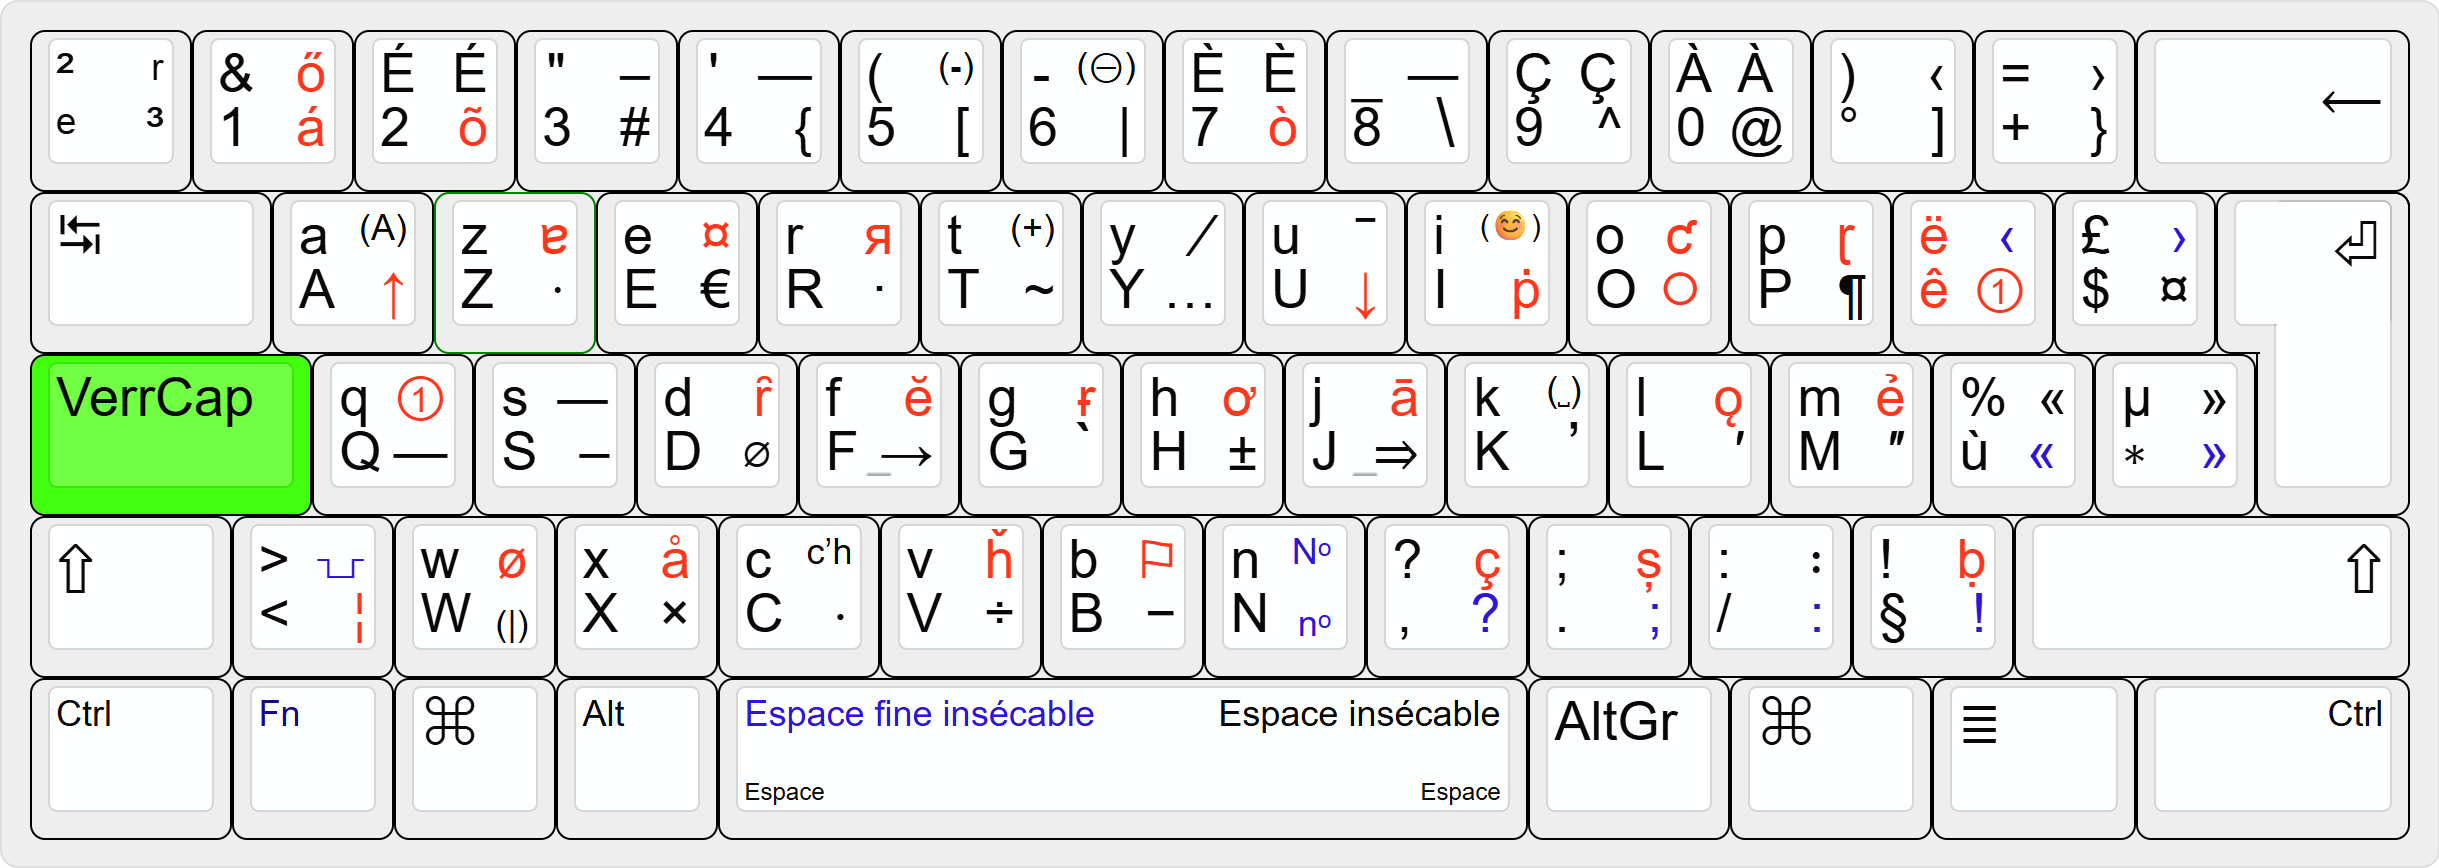 ² r & ő É É " – ' — ( (-) - (㊀) È È _ — Ç Ç À À ) ‹ = › ←
e ³ 1 á 2 õ 3 # 4 { 5 [ 6 | 7 ò 8 \ 9 ^ 0 @ ° ] + }
↹ a (A) z ɐ e ¤ r ᴙ t (+) y ⁄ u ¯ i (😊) o ƈ p ɽ ë ‹ £ › ⏎
A ↑ Z · E € R · T ~ Y … U ↓ I ṗ O ○ P ¶ ê ① $ ¤
VerrCap q ① s — d ȓ f ĕ g ɍ h ơ j ā k (⎵) l ǫ m ẻ % « µ »
Q — S – D ⌀ F _→ G ` H ± J _⇒ K ’ L ′ M ″ ù « * »
⇧ > w ø x å c c’h v ȟ b ⚐ n Nº ? ç ; ș : : ! ḅ ⇧
< ¦ W (|) X × C · V ÷ B − N nº , ? . ; / : § !
Ctrl Fn ⌘ Alt Espace fine insécable Espace insécable AltGr ⌘ ≣ Ctrl
Espace Espace